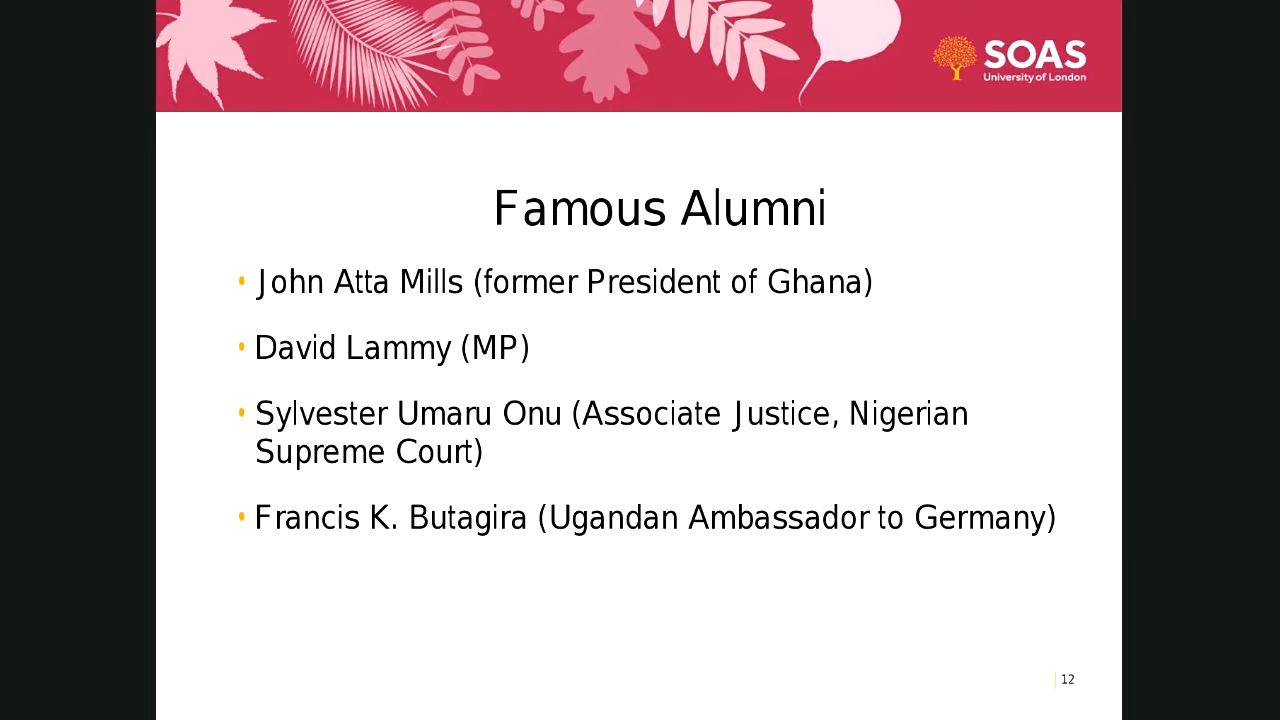 SOAS
University of London
Famous Alumni
• John Atta Mills (former President of Ghana)
• David Lammy (MP)
• Sylvester Umaru Onu (Associate Justice, Nigerian
Supreme Court)
• Francis K. Butagira (Ugandan Ambassador to Germany)
12